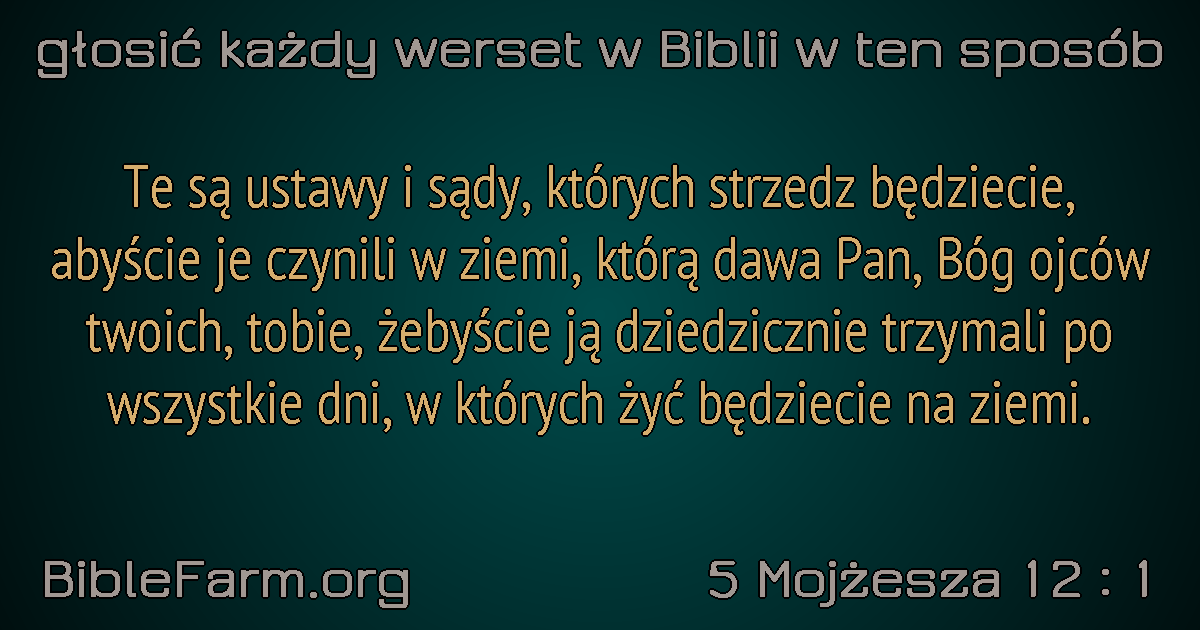 głosić każdy werset w Biblii w ten sposób
Te są ustawy i sądy, których strzedz będziecie,
abyście je czynili w ziemi, którą dawa Pan, Bóg ojców
twoich, tobie, żebyście ją dziedzicznie trzymali po
wszystkie dni, w których żyć będziecie na ziemi.
BibleFarm.org
5 Mojżesza 12 : 1